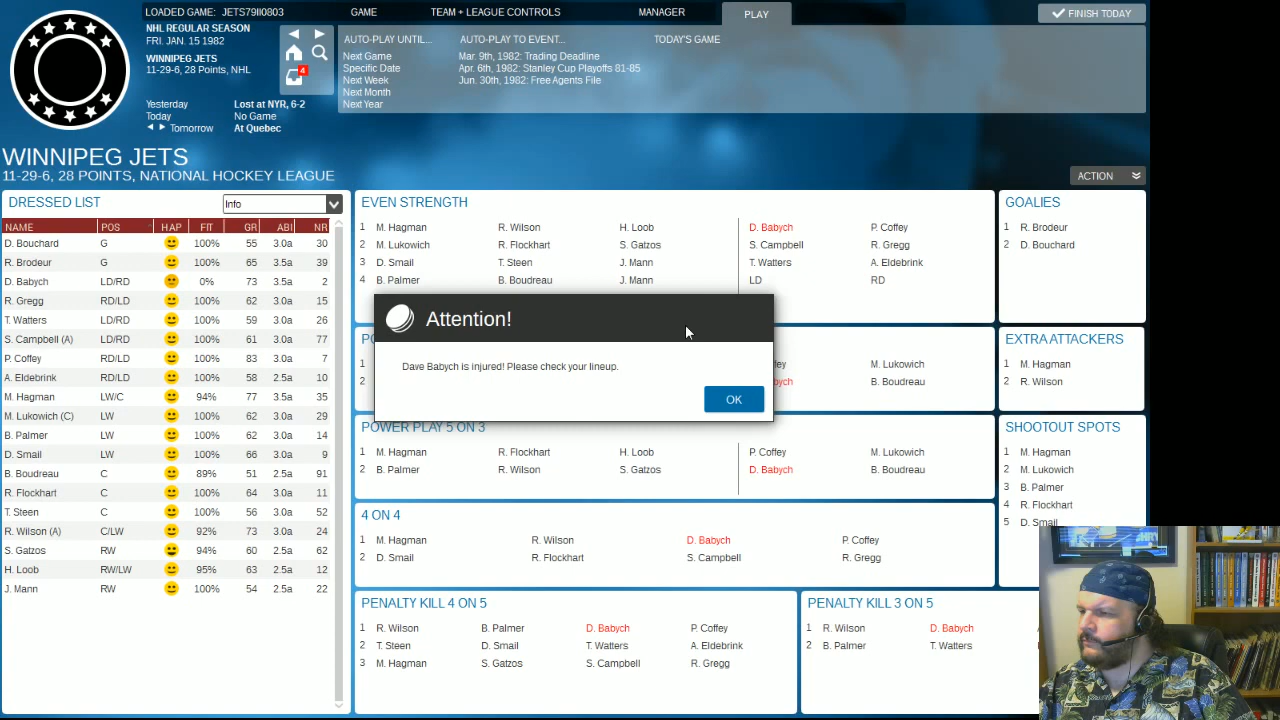 LOADED GAME: JETS79II0803
GAME
TEAM + LEAGUE CONTROLS
MANAGER
PLAY
FINISH TODAY
NHL REGULAR SEASON
FRI. JAN. 15 1982
WINNIPEG JETS
11-29-6, 28 Points, NHL
4
Yesterday Lost at NYR, 6-2
Today No Game
Tomorrow At Quebec
AUTO-PLAY UNTIL...
Next Game
Specific Date
Next Week
Next Month
Next Year
AUTO-PLAY TO EVENT...
Mar. 9th, 1982: Trading Deadline
Apr. 6th, 1982: Stanley Cup Playoffs 81-85
Jun. 30th, 1982: Free Agents File
TODAY'S GAME
WINNIPEG JETS
11-29-6, 28 POINTS, NATIONAL HOCKEY LEAGUE
ACTION
DRESSED LIST
Info
NAME POS HAP FIT GR ABI NR
D. Bouchard G 100% 55 3.0a 30
R. Brodeur G 100% 65 3.5a 39
D. Babych LD/RD 0% 73 3.5a 2
R. Gregg RD/LD 100% 62 3.0a 15
T. Watters LD/RD 100% 59 3.0a 26
S. Campbell (A) LD/RD 100% 61 3.0a 77
P. Coffey RD/LD 100% 83 3.0a 7
A. Eldebrink RD/LD 100% 58 2.5a 10
M. Hagman LW/C 94% 77 3.5a 35
M. Lukowich (C) LW 100% 62 3.0a 29
B. Palmer LW 100% 62 3.0a 14
D. Smail LW 100% 66 3.0a 9
B. Boudreau C 89% 51 2.5a 91
R. Flockhart C 100% 64 3.0a 11
T. Steen C 100% 56 3.0a 52
R. Wilson (A) C/LW 92% 73 3.0a 24
S. Gatzos RW 94% 60 2.5a 62
H. Loob RW/LW 95% 63 2.5a 12
J. Mann RW 100% 54 2.5a 22
EVEN STRENGTH
1 M. Hagman R. Wilson H. Loob D. Babych P. Coffey
2 M. Lukowich R. Flockhart S. Gatzos S. Campbell R. Gregg
3 D. Smail T. Steen J. Mann T. Watters A. Eldebrink
4 B. Palmer B. Boudreau J. Mann LD RD
GOALIES
1 R. Brodeur
2 D. Bouchard
Attention!
Dave Babych is injured! Please check your lineup.
OK
1 M. Lukowich
2 B. Boudreau
EXTRA ATTACKERS
1 M. Hagman
2 R. Wilson
POWER PLAY 5 ON 3
1 M. Hagman R. Flockhart H. Loob P. Coffey M. Lukowich
2 B. Palmer R. Wilson S. Gatzos D. Babych B. Boudreau
SHOOTOUT SPOTS
1 M. Hagman
2 M. Lukowich
3 B. Palmer
4 R. Flockhart
5 D. Smail
4 ON 4
1 M. Hagman R. Wilson D. Babych P. Coffey
2 D. Smail R. Flockhart S. Campbell R. Gregg
PENALTY KILL 4 ON 5
1 R. Wilson B. Palmer D. Babych P. Coffey
2 T. Steen D. Smail T. Watters A. Eldebrink
3 M. Hagman S. Gatzos S. Campbell R. Gregg
PENALTY KILL 3 ON 5
1 R. Wilson D. Babych
2 B. Palmer T. Watters